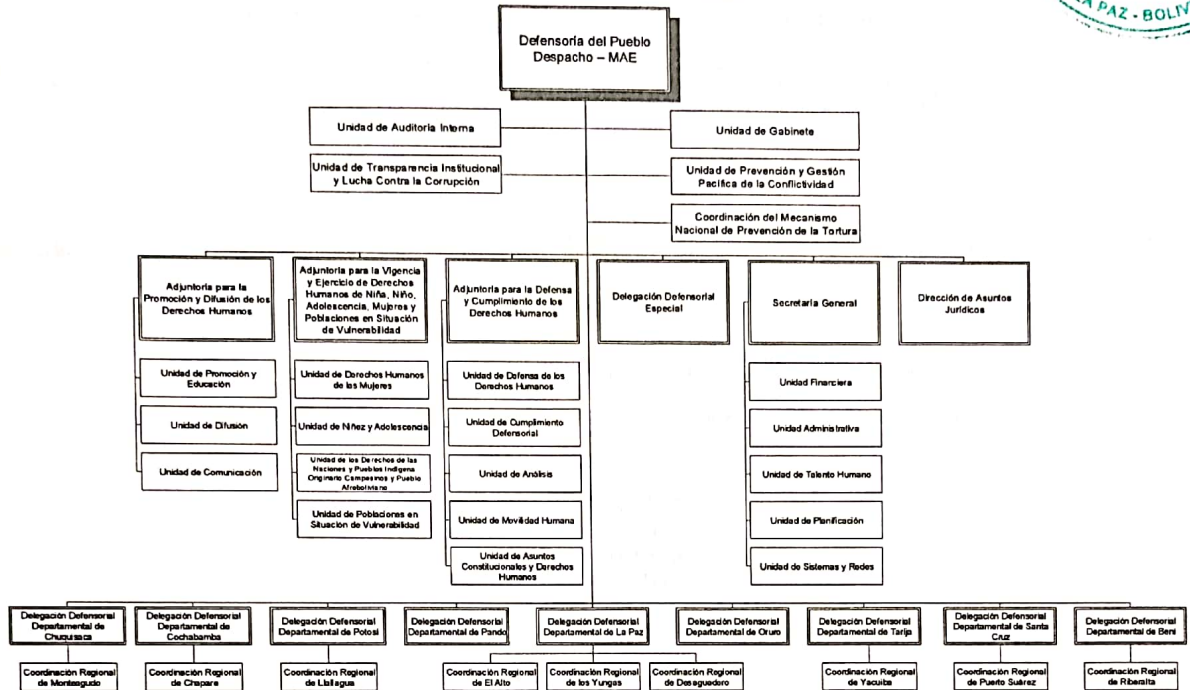 PAZ - BOLIV
Defensoría del Pueblo
Despacho – MAE
Unidad de Auditoría Interna
Unidad de Gabinete
Unidad de Transparencia Institucional
y Lucha Contra la Corrupción
Unidad de Prevención y Gestión
Pacífica de la Conflictividad
Coordinación del Mecanismo
Nacional de Prevención de la Tortura
Adjuntoría para la
Promoción y Difusión de los
Derechos Humanos
Adjuntoría para la Vigencia
y Ejercicio de Derechos
Humanos de Niña, Niño,
Adolescencia, Mujeres y
Poblaciones en Situación
de Vulnerabilidad
Adjuntoría para la Defensa
y Cumplimiento de los
Derechos Humanos
Delegación Defensorial
Especial
Secretaría General
Dirección de Asuntos
Jurídicos
Unidad de Promoción y
Educación
Unidad de Difusión
Unidad de Comunicación
Unidad de Derechos Humanos
de las Mujeres
Unidad de Niñez y Adolescencia
Unidad de los Derechos de las
Naciones y Pueblos Indígena
Originario Campesinos y Pueblo
Afroboliviano
Unidad de Poblaciones en
Situación de Vulnerabilidad
Unidad de Defensa de los
Derechos Humanos
Unidad de Cumplimiento
Defensorial
Unidad de Análisis
Unidad de Movilidad Humana
Unidad de Asuntos
Constitucionales y Derechos
Humanos
Unidad Financiera
Unidad Administrativa
Unidad de Talento Humano
Unidad de Planificación
Unidad de Sistemas y Redes
Delegación Defensorial
Departamental de
Chuquisaca
Delegación Defensorial
Departamental de
Cochabamba
Delegación Defensorial
Departamental de Potosí
Delegación Defensorial
Departamental de Pando
Delegación Defensorial
Departamental de La Paz
Delegación Defensorial
Departamental de Oruro
Delegación Defensorial
Departamental de Tarija
Delegación Defensorial
Departamental de Santa
Cruz
Delegación Defensorial
Departamental de Beni
Coordinación Regional
de Monteagudo
Coordinación Regional
de Chapare
Coordinación Regional
de Llallagua
Coordinación Regional
de El Alto
Coordinación Regional
de los Yungas
Coordinación Regional
de Desaguadero
Coordinación Regional
de Yacuiba
Coordinación Regional
de Puerto Suárez
Coordinación Regional
de Riberalta